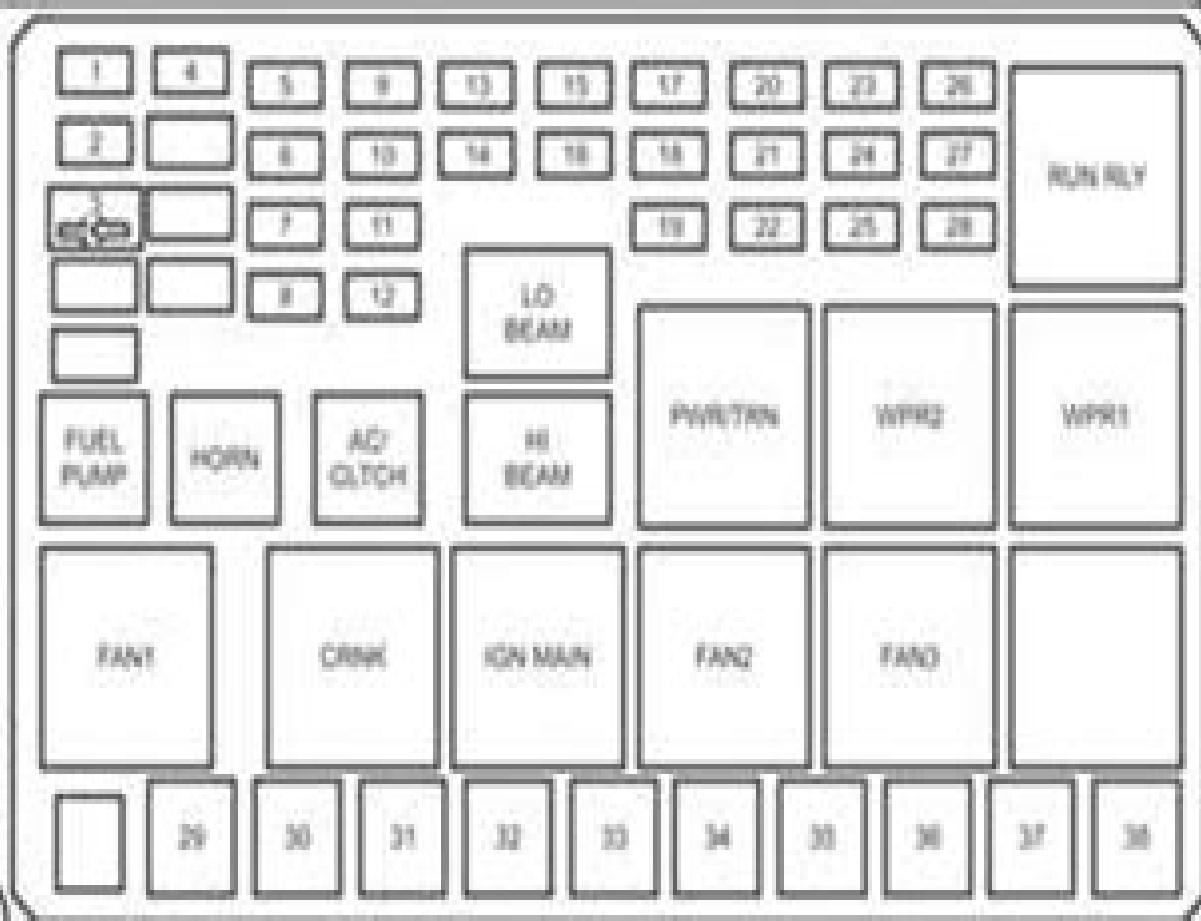 1 4 5 9 13 15 17 20 23 26
2 6 10 14 16 18 21 24 27
RUN RLY
3 7 11 19 22 25 28
8 12
LO
BEAM
FUEL
PUMP
HORN
AC/
CLTCH
HI
BEAM
PWR/TRN
WPR2
WPR1
FAN1
CRNK
IGN MAIN
FAN2
FAN3
29 30 31 32 33 34 35 36 37 38